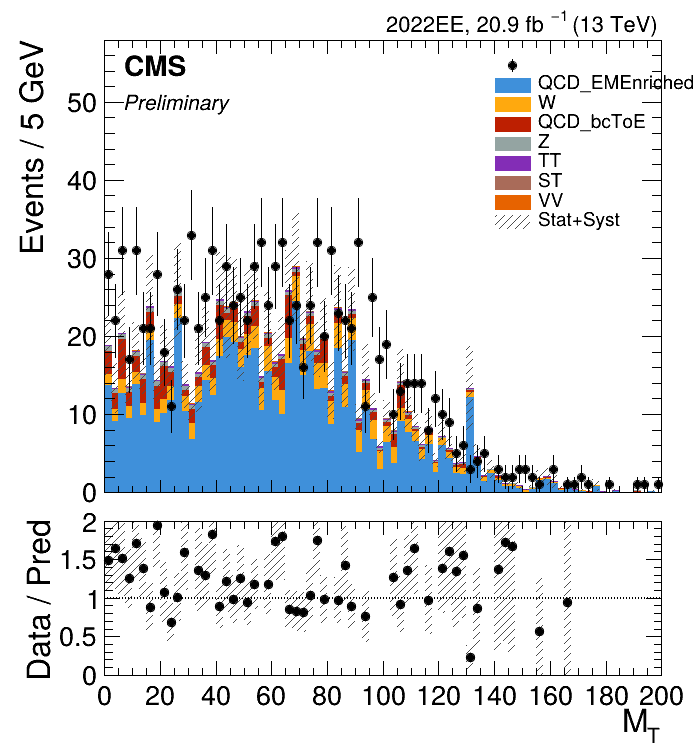 2022EE, 20.9 fb ⁻¹ (13 TeV)
CMS
Preliminary
Events / 5 GeV
50
40
30
20
10
0
QCD_EMEnriched
W
QCD_bcToE
Z
TT
ST
VV
Stat+Syst
Data / Pred
2
1.5
1
0.5
0
0 20 40 60 80 100 120 140 160 180 200
M_T